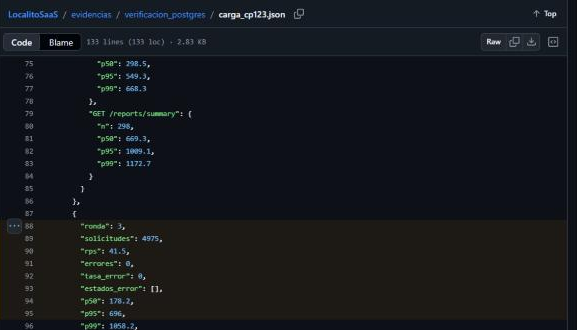 LocalitoSaaS / evidencias / verificacion_postgres / carga_cp123.json
Top
Code Blame 133 lines (133 loc) · 2.83 KB Raw
75 "p50": 298.5,
76 "p95": 549.3,
77 "p99": 668.3
78 },
79 "GET /reports/summary": {
80 "n": 298,
81 "p50": 669.3,
82 "p95": 1009.1,
83 "p99": 1172.7
84 }
85 }
86 },
87 {
88 "ronda": 3,
89 "solicitudes": 4975,
90 "rps": 41.5,
91 "errores": 0,
92 "tasa_error": 0,
93 "estados_error": [],
94 "p50": 178.2,
95 "p95": 696,
96 "p99": 1058.2,